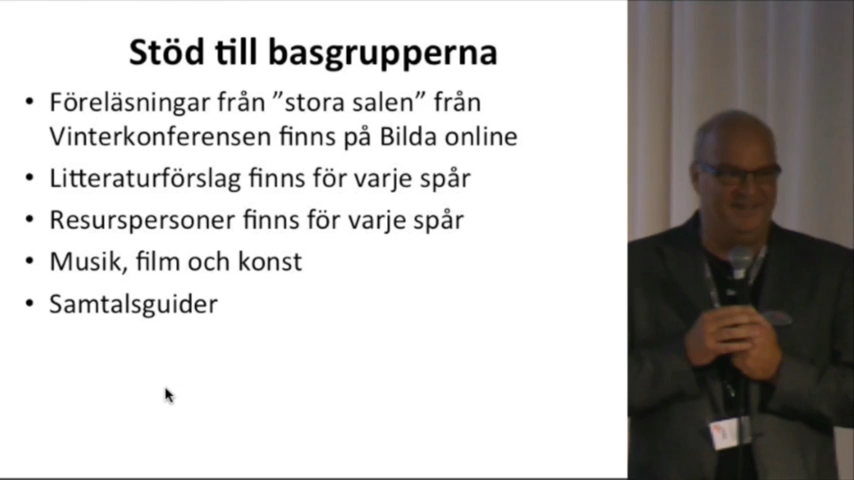 Stöd till basgrupperna
• Föreläsningar från ”stora salen” från
Vinterkonferensen finns på Bilda online
• Litteraturförslag finns för varje spår
• Resurspersoner finns för varje spår
• Musik, film och konst
• Samtalsguider